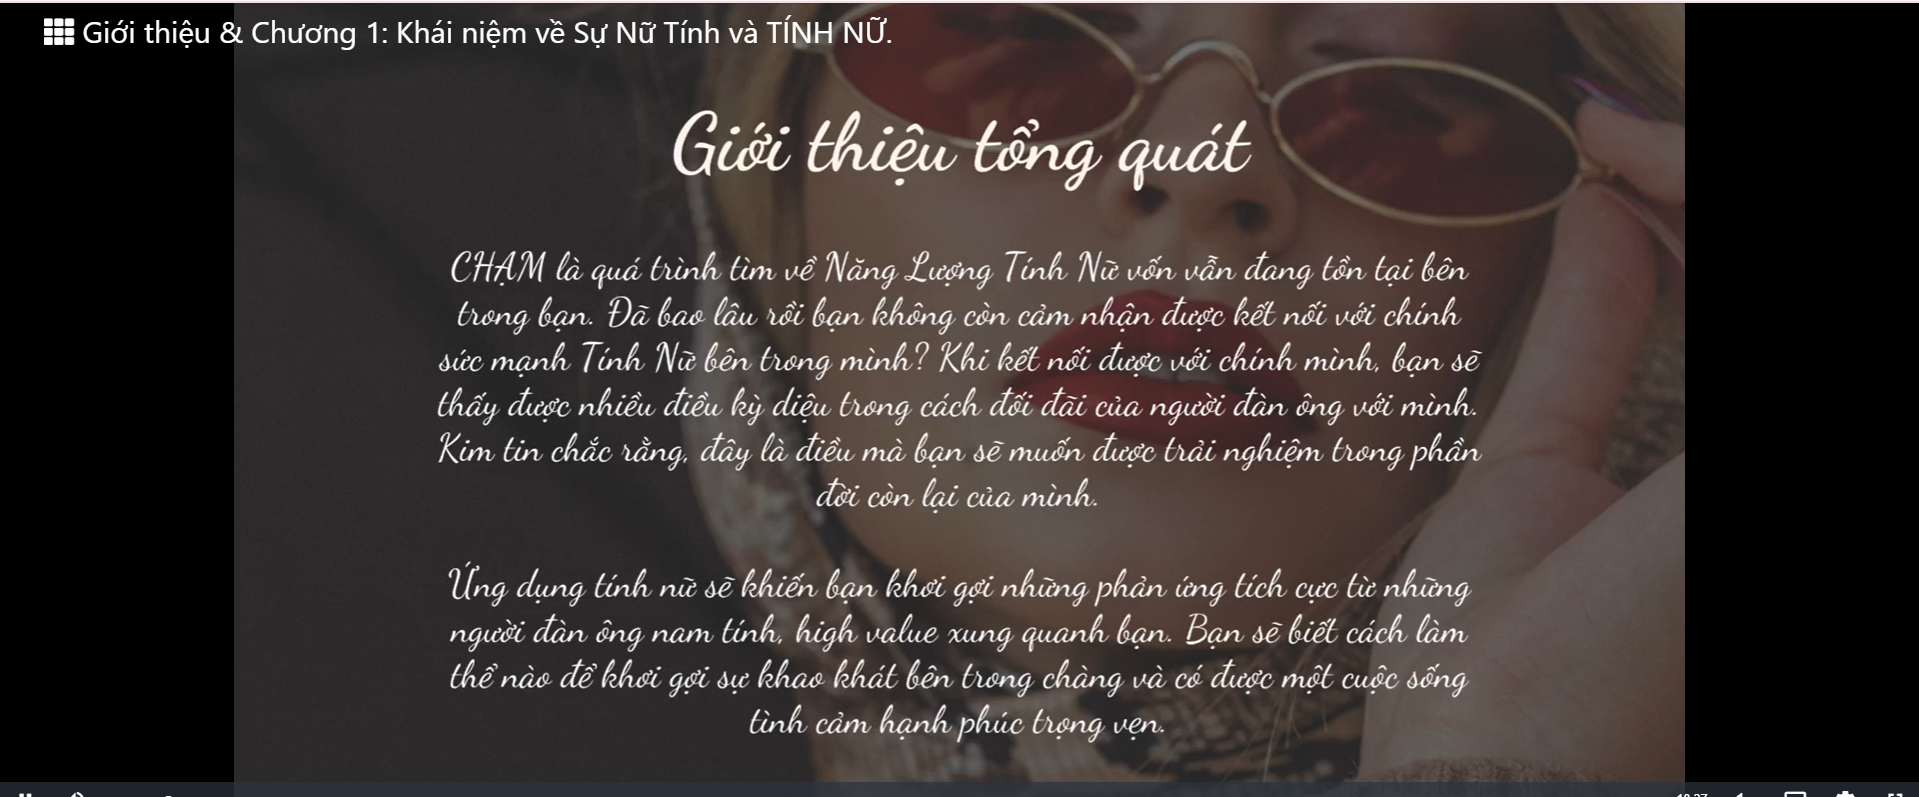 Giới thiệu & Chương 1: Khái niệm về Sự Nữ Tính và TÍNH NỮ.
Giới thiệu tổng quát
CHẠM là quá trình tìm về Năng Lượng Tính Nữ vốn vẫn đang tồn tại bên
trong bạn. Đã bao lâu rồi bạn không còn cảm nhận được kết nối với chính
sức mạnh Tính Nữ bên trong mình? Khi kết nối được với chính mình, bạn sẽ
thấy được nhiều điều kỳ diệu trong cách đối đãi của người đàn ông với mình.
Kim tin chắc rằng, đây là điều mà bạn sẽ muốn được trải nghiệm trong phần
đời còn lại của mình.
Ứng dụng tính nữ sẽ khiến bạn khơi gợi những phản ứng tích cực từ những
người đàn ông nam tính, high value xung quanh bạn. Bạn sẽ biết cách làm
thế nào để khơi gợi sự khao khát bên trong chàng và có được một cuộc sống
tình cảm hạnh phúc trọng vẹn.